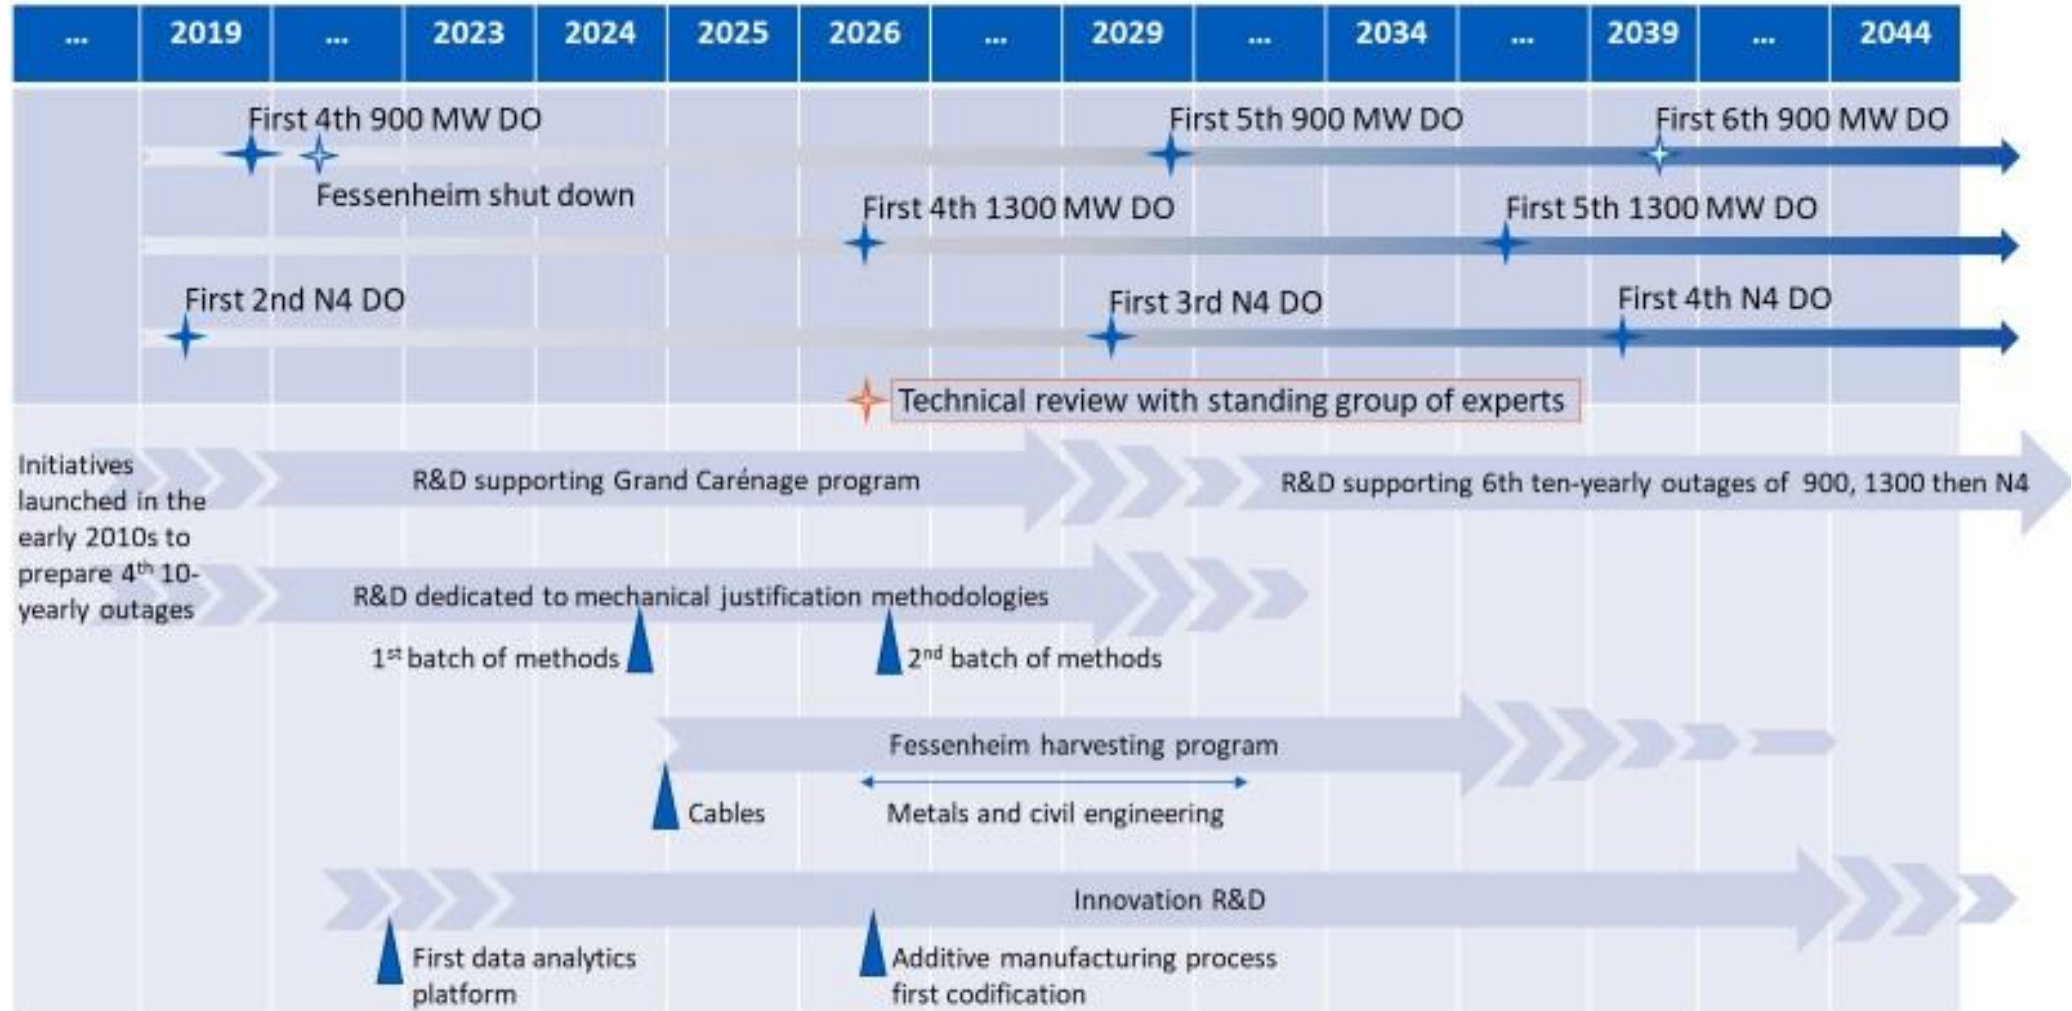 ... 2019 ... 2023 2024 2025 2026 ... 2029 ... 2034 ... 2039 ... 2044
First 4th 900 MW DO
First 5th 900 MW DO
First 6th 900 MW DO
Fessenheim shut down
First 4th 1300 MW DO
First 5th 1300 MW DO
First 2nd N4 DO
First 3rd N4 DO
First 4th N4 DO
Technical review with standing group of experts
Initiatives
launched in the
early 2010s to
prepare 4th 10-
yearly outages
R&D supporting Grand Carénage program
R&D supporting 6th ten-yearly outages of 900, 1300 then N4
R&D dedicated to mechanical justification methodologies
1st batch of methods
2nd batch of methods
Fessenheim harvesting program
Cables
Metals and civil engineering
Innovation R&D
First data analytics
platform
Additive manufacturing process
first codification